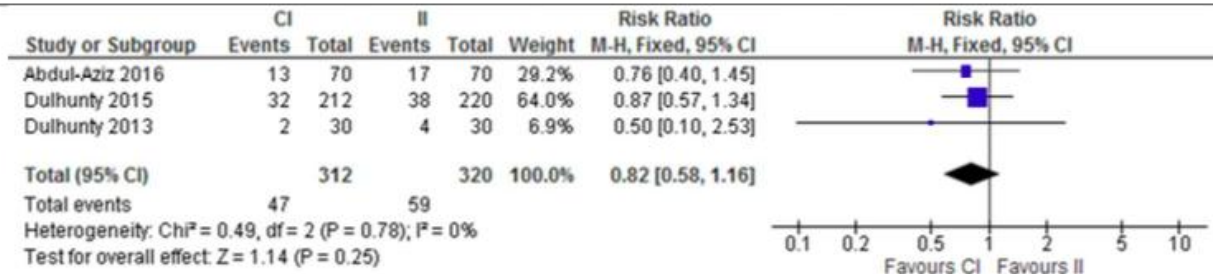 CI II Risk Ratio Risk Ratio
Study or Subgroup Events Total Events Total Weight M-H, Fixed, 95% CI M-H, Fixed, 95% CI
Abdul-Aziz 2016 13 70 17 70 29.2% 0.76 [0.40, 1.45]
Dulhunty 2015 32 212 38 220 64.0% 0.87 [0.57, 1.34]
Dulhunty 2013 2 30 4 30 6.9% 0.50 [0.10, 2.53]
Total (95% CI) 312 320 100.0% 0.82 [0.58, 1.16]
Total events 47 59
Heterogeneity: Chi² = 0.49, df = 2 (P = 0.78); I² = 0%
Test for overall effect: Z = 1.14 (P = 0.25)
0.1 0.2 0.5 1 2 5 10
Favours CI Favours II